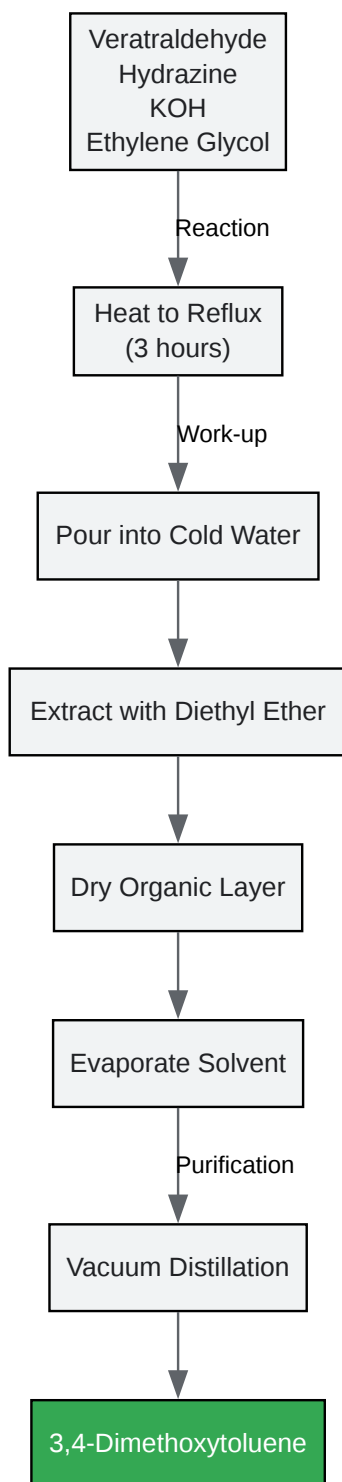 Veratraldehyde
Hydrazine
KOH
Ethylene Glycol
Reaction
Heat to Reflux
(3 hours)
Work-up
Pour into Cold Water
Extract with Diethyl Ether
Dry Organic Layer
Evaporate Solvent
Purification
Vacuum Distillation
3,4-Dimethoxytoluene